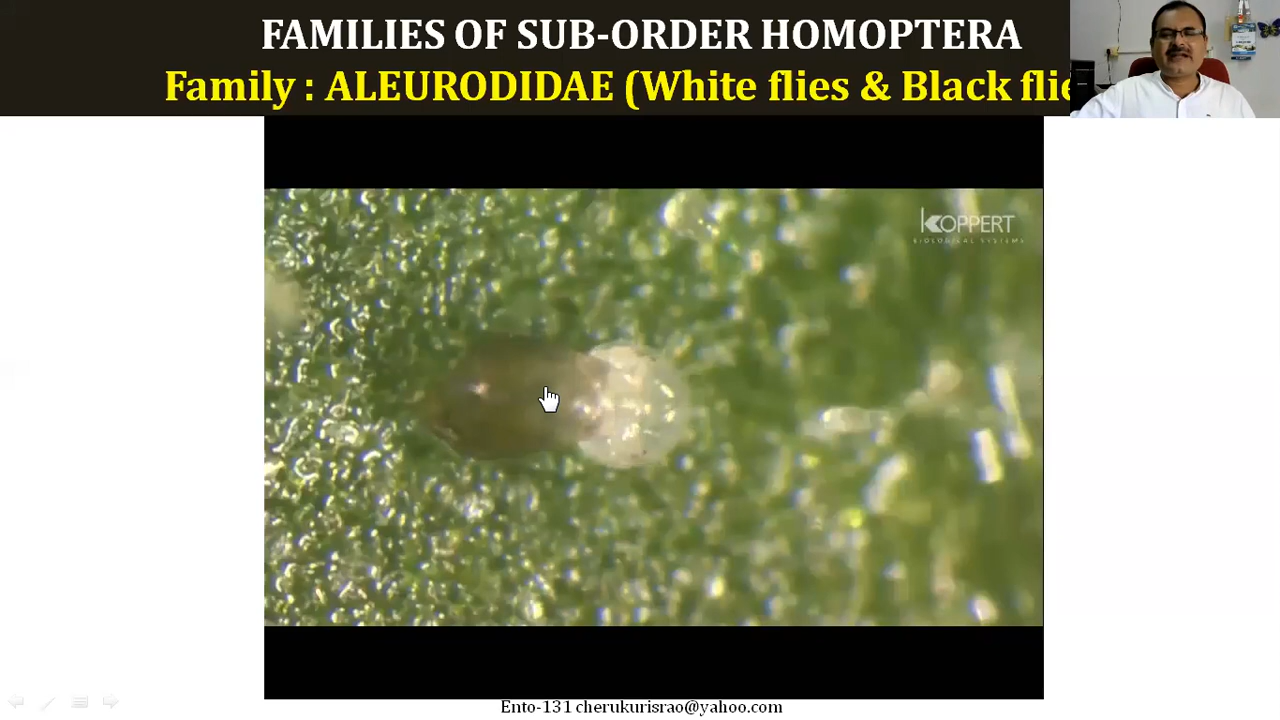 FAMILIES OF SUB-ORDER HOMOPTERA
Family : ALEURODIDAE (White flies & Black flie
KOPPERT
BIOLOGICAL SYSTEMS
Ento-131 cherukurisrao@yahoo.com